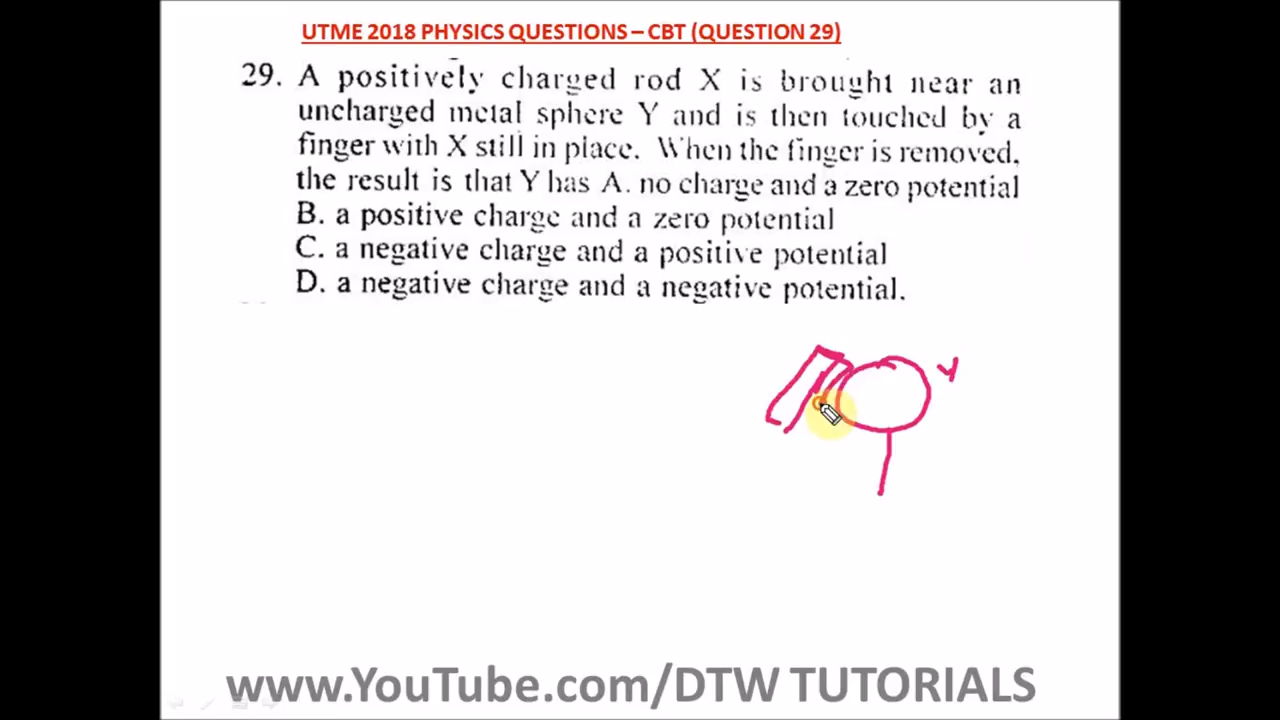 UTME 2018 PHYSICS QUESTIONS – CBT (QUESTION 29)
29. A positively charged rod X is brought near an
uncharged metal sphere Y and is then touched by a
finger with X still in place. When the finger is removed,
the result is that Y has A. no charge and a zero potential
B. a positive charge and a zero potential
C. a negative charge and a positive potential
D. a negative charge and a negative potential.
Y
www.YouTube.com/DTW TUTORIALS